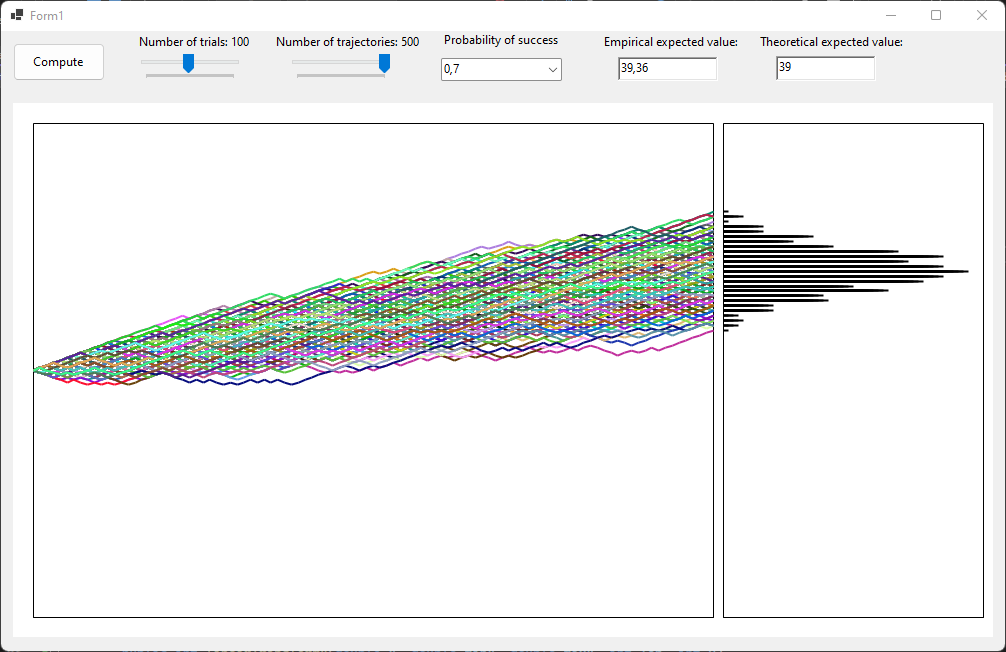 Form1
Compute
Number of trials: 100
Number of trajectories: 500
Probability of success
0,7
Empirical expected value:
39,36
Theoretical expected value:
39